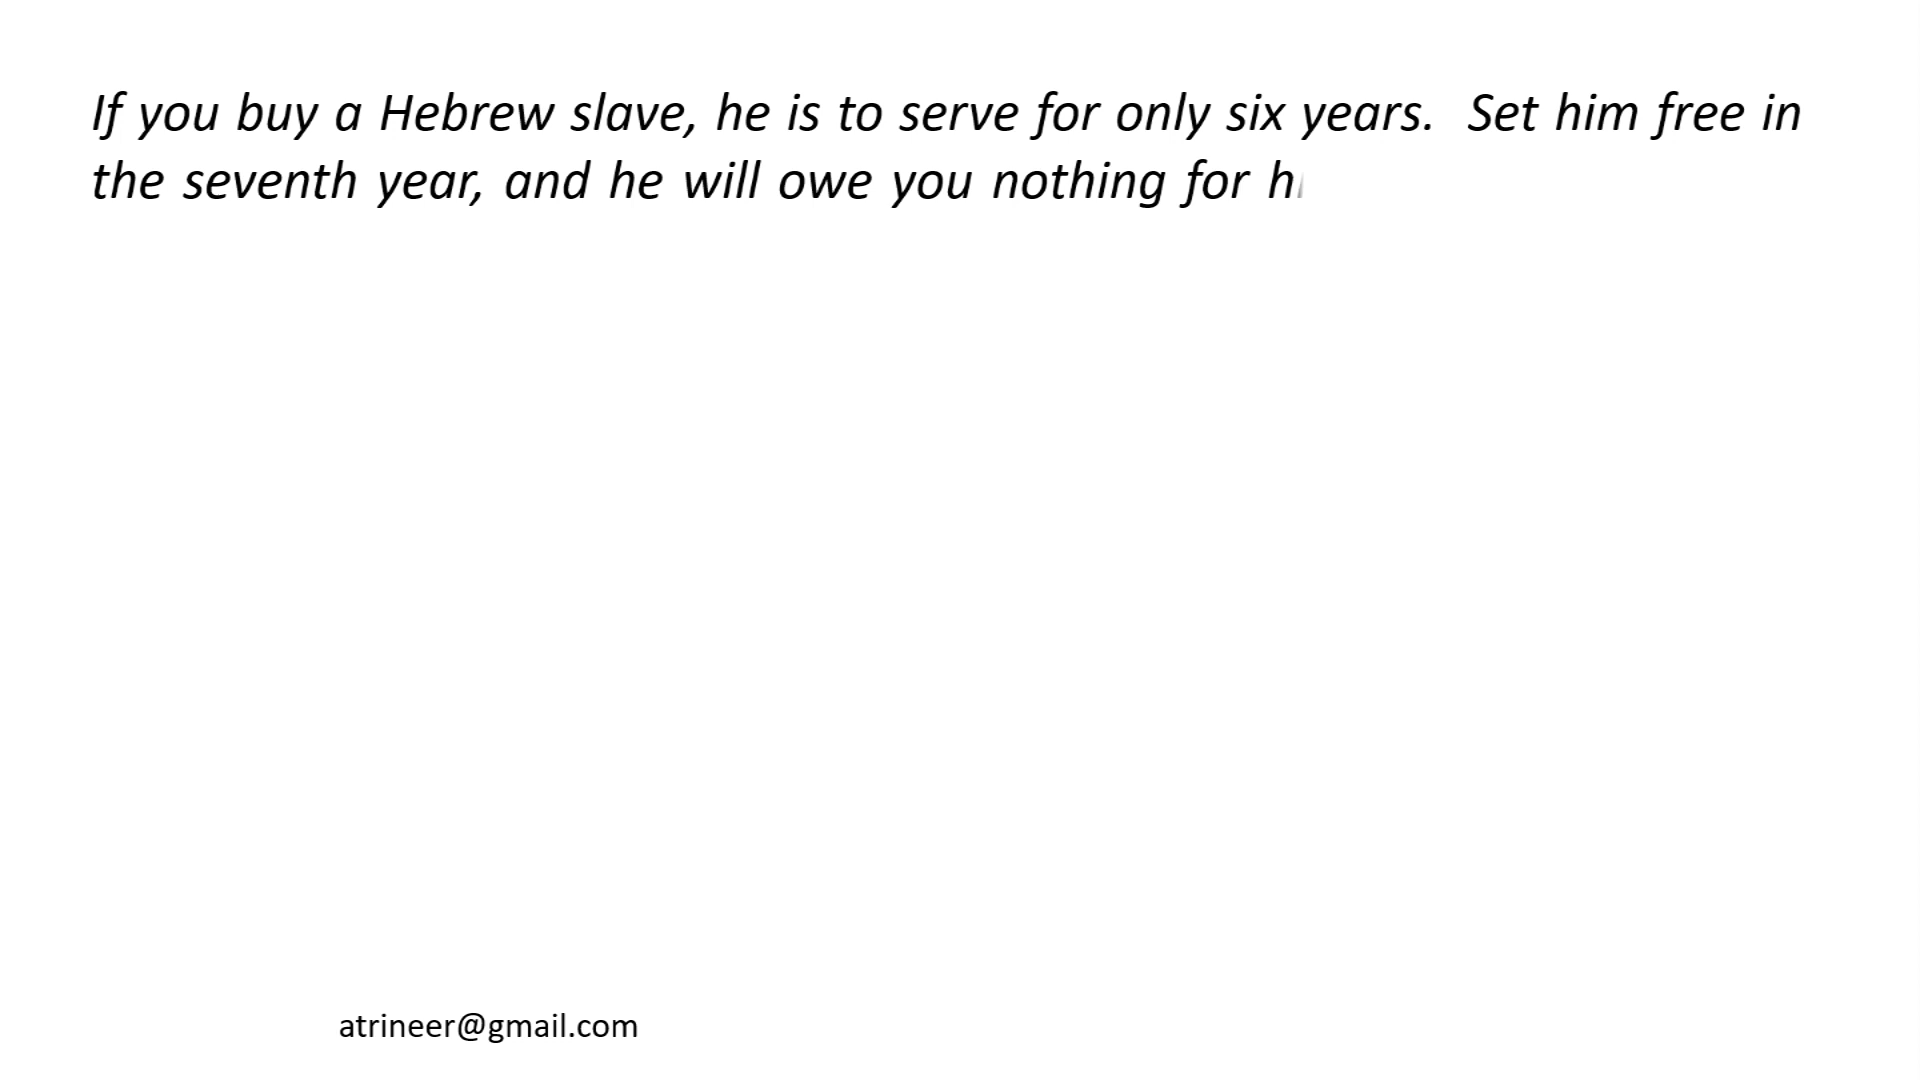 If you buy a Hebrew slave, he is to serve for only six years.  Set him free in
the seventh year, and he will owe you nothing for
atrineer@gmail.com